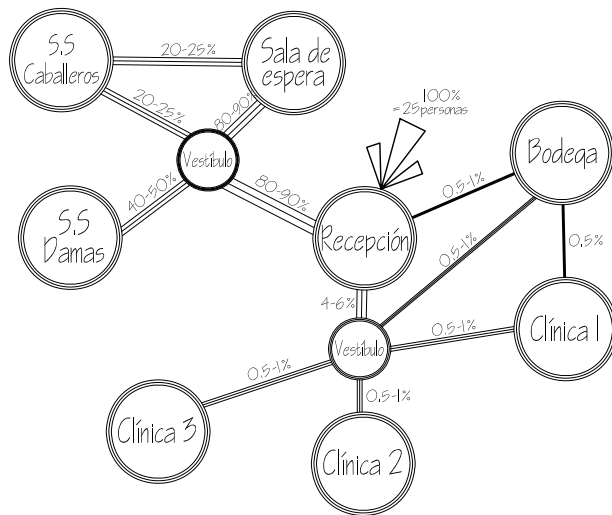 S.S
Caballeros
20-25%
Sala de
espera
20-25%
80-90%
100%
=25personas
Vestíbulo
Bodega
40-50%
80-90%
0.5-1%
S.S
Damas
Recepción
0.5-1%
0.5%
4-6%
Clínica 1
0.5-1%
Vestíbulo
0.5-1%
0.5-1%
Clínica 3
Clínica 2